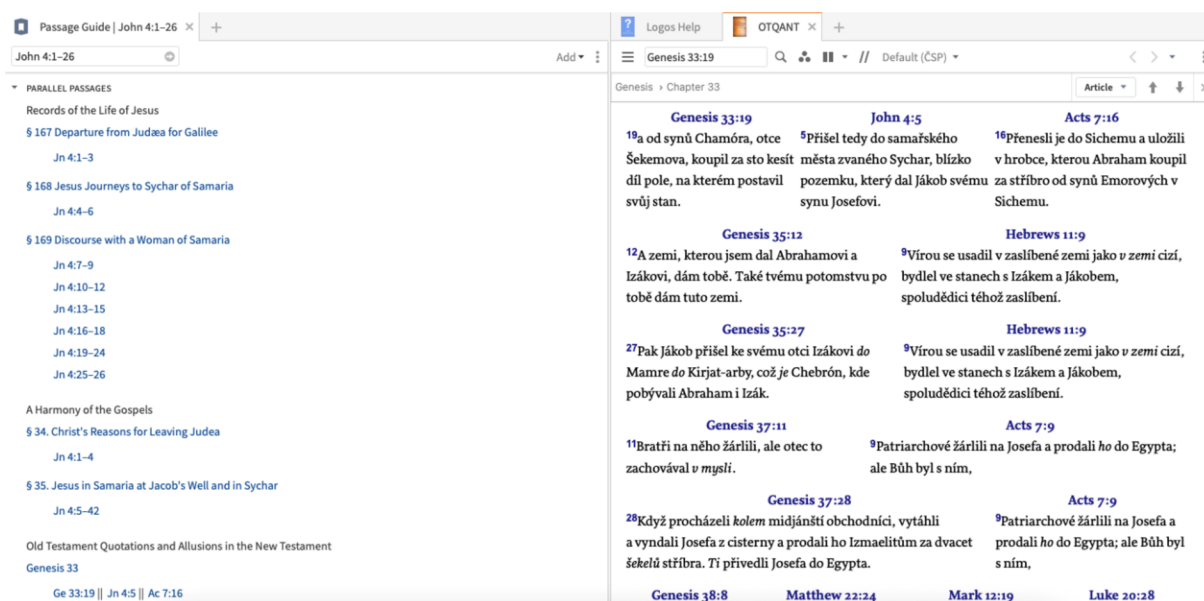 Passage Guide | John 4:1–26
John 4:1–26
Add
PARALLEL PASSAGES
Records of the Life of Jesus
§ 167 Departure from Judæa for Galilee
Jn 4:1–3
§ 168 Jesus Journeys to Sychar of Samaria
Jn 4:4–6
§ 169 Discourse with a Woman of Samaria
Jn 4:7–9
Jn 4:10–12
Jn 4:13–15
Jn 4:16–18
Jn 4:19–24
Jn 4:25–26
A Harmony of the Gospels
§ 34. Christ's Reasons for Leaving Judea
Jn 4:1–4
§ 35. Jesus in Samaria at Jacob's Well and in Sychar
Jn 4:5–42
Old Testament Quotations and Allusions in the New Testament
Genesis 33
Ge 33:19 || Jn 4:5 || Ac 7:16
Logos Help
OTQANT
Genesis 33:19
Default (ČSP)
Genesis › Chapter 33
Article
Genesis 33:19
19a od synů Chamóra, otce
Šekemova, koupil za sto kesít
díl pole, na kterém postavil
svůj stan.
John 4:5
5Přišel tedy do samařského
města zvaného Sychar, blízko
pozemku, který dal Jákob svému
synu Josefovi.
Acts 7:16
16Přenesli je do Sichemu a uložili
v hrobce, kterou Abraham koupil
za stříbro od synů Emorových v
Sichemu.
Genesis 35:12
12A zemi, kterou jsem dal Abrahamovi a
Izákovi, dám tobě. Také tvému potomstvu po
tobě dám tuto zemi.
Hebrews 11:9
9Vírou se usadil v zaslíbené zemi jako v zemi cizí,
bydlel ve stanech s Izákem a Jákobem,
spoludědici téhož zaslíbení.
Genesis 35:27
27Pak Jákob přišel ke svému otci Izákovi do
Mamre do Kirjat-arby, což je Chebrón, kde
pobývali Abraham i Izák.
Hebrews 11:9
9Vírou se usadil v zaslíbené zemi jako v zemi cizí,
bydlel ve stanech s Izákem a Jákobem,
spoludědici téhož zaslíbení.
Genesis 37:11
11Bratři na něho žárlili, ale otec to
zachovával v mysli.
Acts 7:9
9Patriarchové žárlili na Josefa a prodali ho do Egypta;
ale Bůh byl s ním,
Genesis 37:28
28Když procházeli kolem midjánští obchodníci, vytáhli
a vyndali Josefa z cisterny a prodali ho Izmaelitům za dvacet
šekelů stříbra. Ti přivedli Josefa do Egypta.
Acts 7:9
9Patriarchové žárlili na Josefa a
prodali ho do Egypta; ale Bůh byl
s ním,
Genesis 38:8
Matthew 22:24
Mark 12:19
Luke 20:28